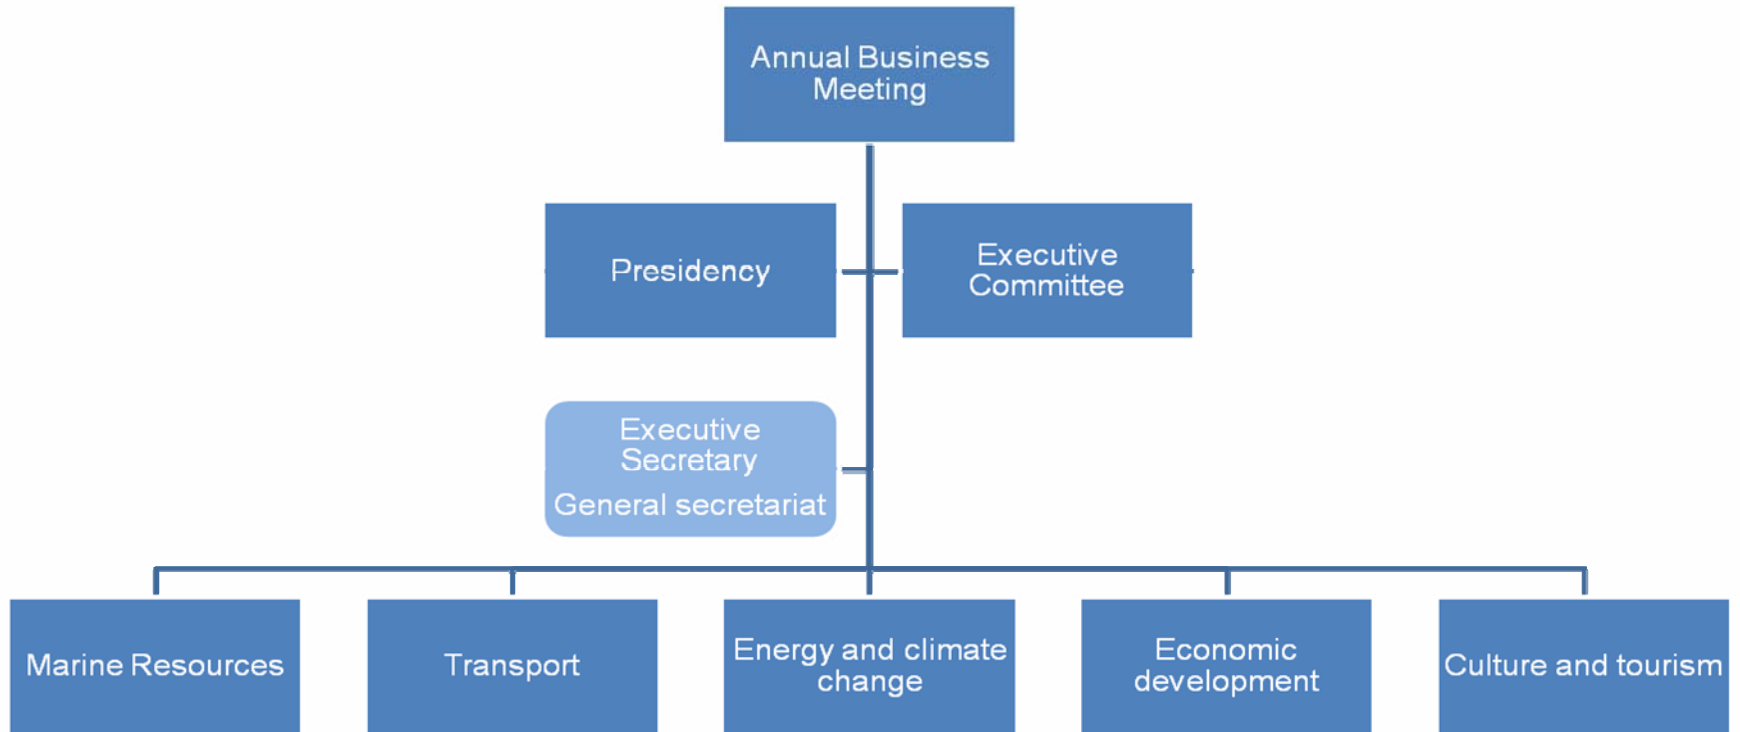 Annual Business
Meeting
Presidency
Executive
Committee
Executive
Secretary
General secretariat
Marine Resources
Transport
Energy and climate
change
Economic
development
Culture and tourism